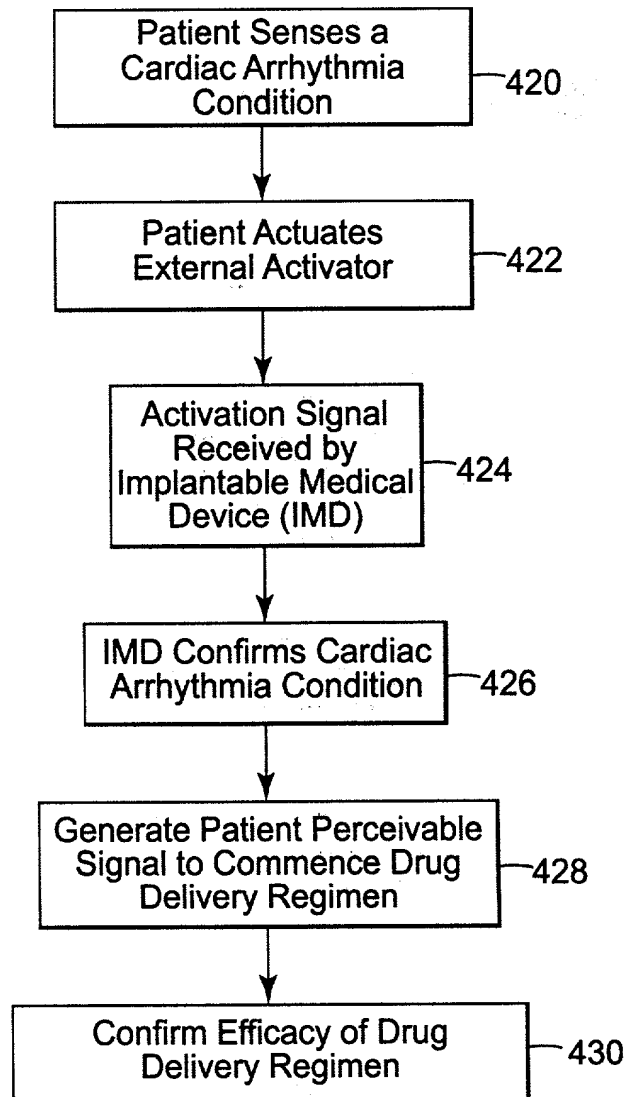 Patient Senses a
Cardiac Arrhythmia
Condition
420
Patient Actuates
External Activator
422
Activation Signal
Received by
Implantable Medical
Device (IMD)
424
IMD Confirms Cardiac
Arrhythmia Condition
426
Generate Patient Perceivable
Signal to Commence Drug
Delivery Regimen
428
Confirm Efficacy of Drug
Delivery Regimen
430